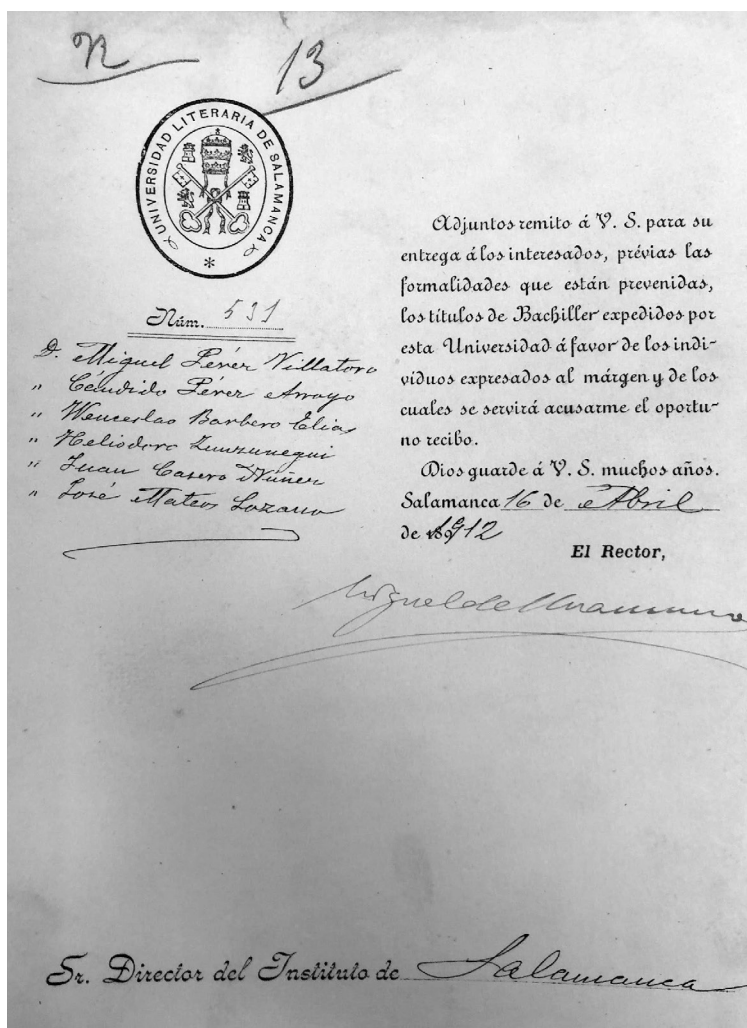 n
13
UNIVERSIDAD LITERARIA DE SALAMANCA
Núm. 531
D. Miguel Pérez Villatoro
" Cándido Pérez Arroyo
" Wenceslao Barbero Elias
" Heliodoro Zunzunegui
" Juan Casero Núñez
" José Mateos Lozano
Adjuntos remito á V. S. para su
entrega á los interesados, prévias las
formalidades que están prevenidas,
los títulos de Bachiller expedidos por
esta Universidad á favor de los indi-
víduos expresados al márgen y de los
cuales se servirá acusarme el oportu-
no recibo.
Dios guarde á V. S. muchos años.
Salamanca 16 de Abril
de 1912
El Rector,
Miguel de Unamuno
Sr. Director del Instituto de Salamanca